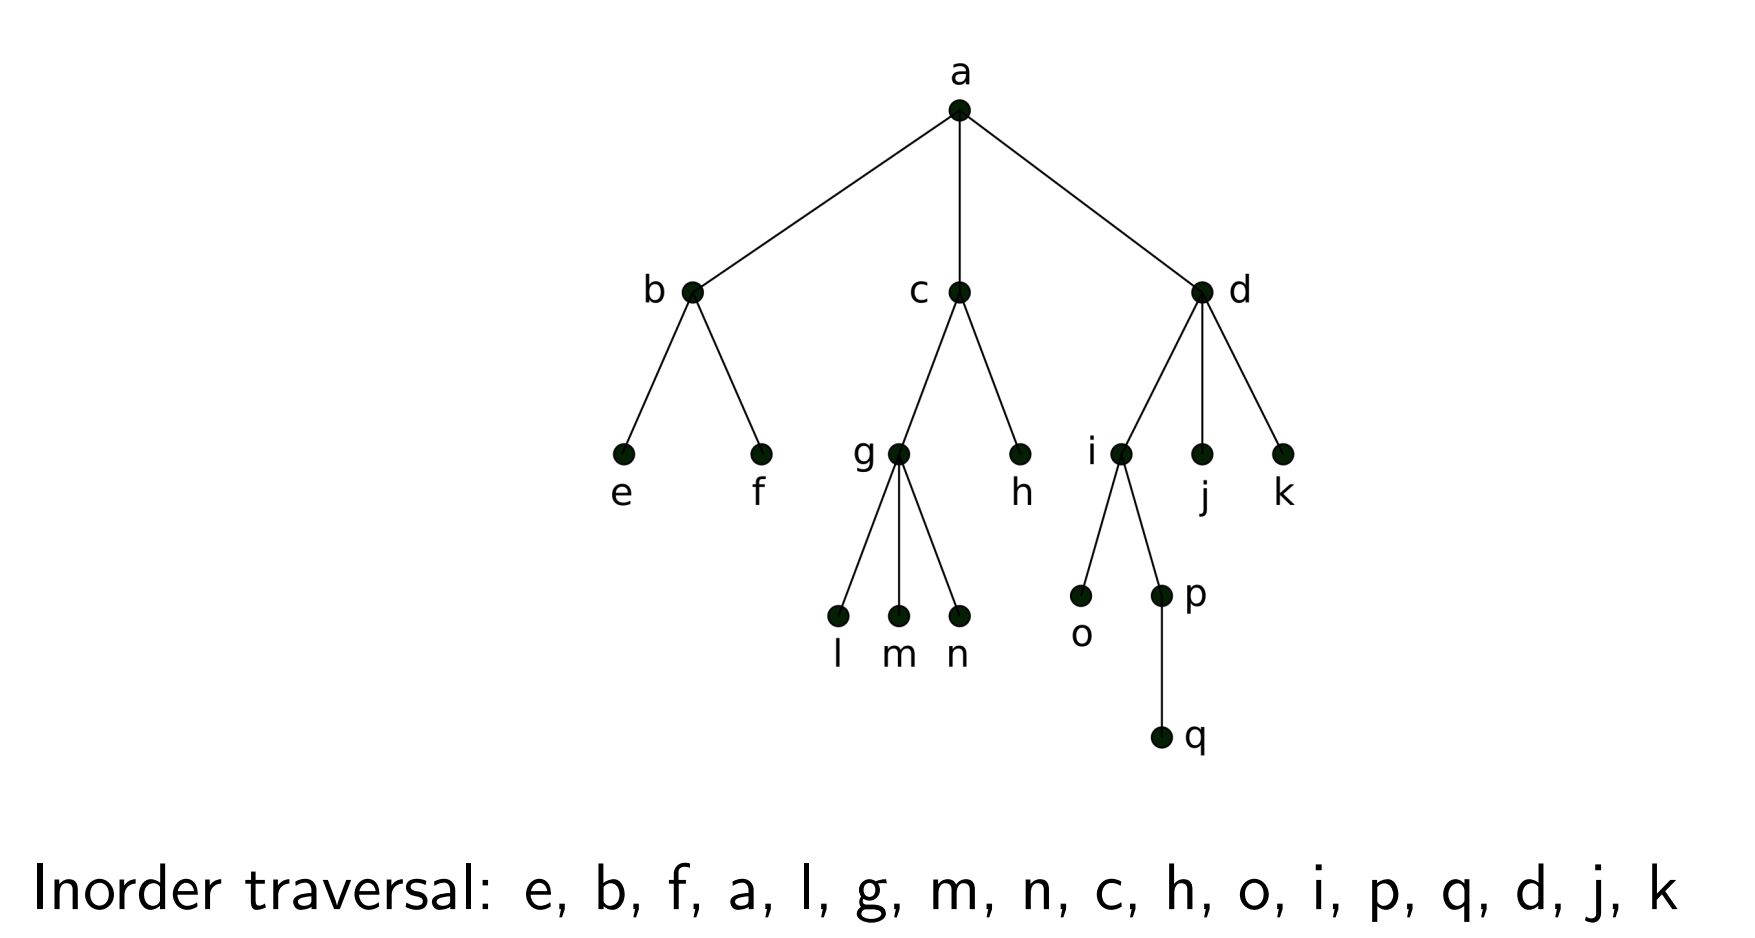 a
b c d
g i
e f h j k
p
o
l m n
q
Inorder traversal: e, b, f, a, l, g, m, n, c, h, o, i, p, q, d, j, k